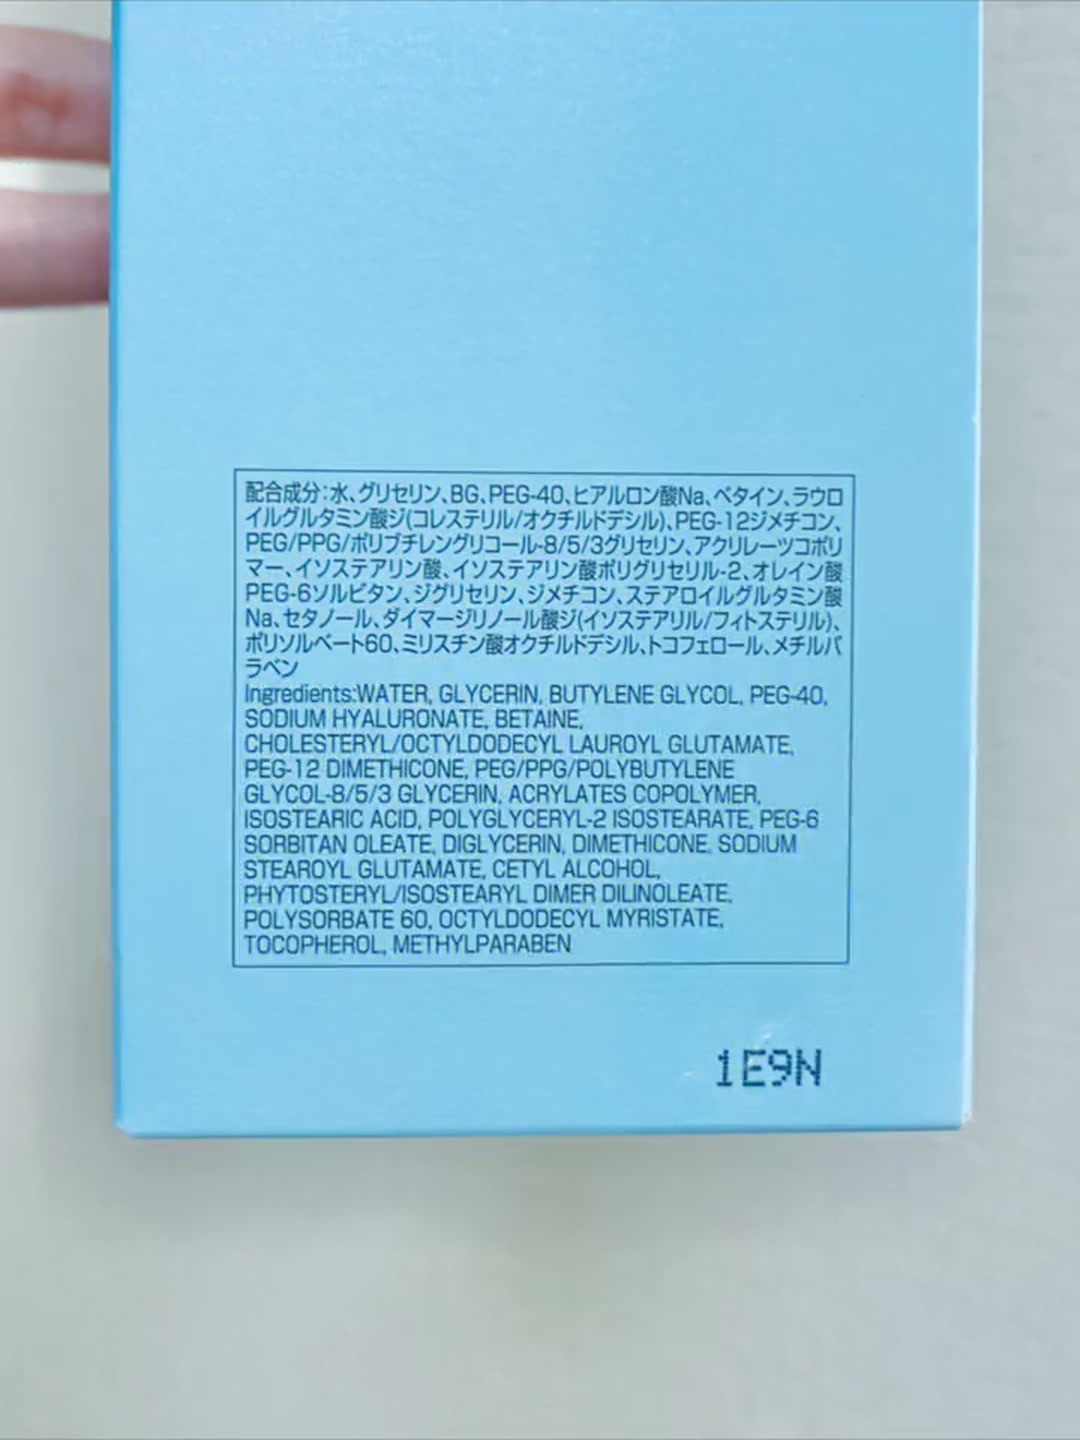 配合成分:水、グリセリン、BG、PEG-40、ヒアルロン酸Na、ベタイン、ラウロ
イルグルタミン酸ジ(コレステリル/オクチルドデシル)、PEG-12ジメチコン、
PEG/PPG/ポリブチレングリコール-8/5/3グリセリン、アクリレーツコポリ
マー、イソステアリン酸、イソステアリン酸ポリグリセリル-2、オレイン酸
PEG-6ソルビタン、ジグリセリン、ジメチコン、ステアロイルグルタミン酸
Na、セタノール、ダイマージリノール酸ジ(イソステアリル/フィトステリル)、
ポリソルベート60、ミリスチン酸オクチルドデシル、トコフェロール、メチルパ
ラベン
Ingredients:WATER, GLYCERIN, BUTYLENE GLYCOL, PEG-40,
SODIUM HYALURONATE, BETAINE,
CHOLESTERYL/OCTYLDODECYL LAUROYL GLUTAMATE,
PEG-12 DIMETHICONE, PEG/PPG/POLYBUTYLENE
GLYCOL-8/5/3 GLYCERIN, ACRYLATES COPOLYMER,
ISOSTEARIC ACID, POLYGLYCERYL-2 ISOSTEARATE, PEG-6
SORBITAN OLEATE, DIGLYCERIN, DIMETHICONE, SODIUM
STEAROYL GLUTAMATE, CETYL ALCOHOL,
PHYTOSTERYL/ISOSTEARYL DIMER DILINOLEATE,
POLYSORBATE 60, OCTYLDODECYL MYRISTATE,
TOCOPHEROL, METHYLPARABEN
1E9N